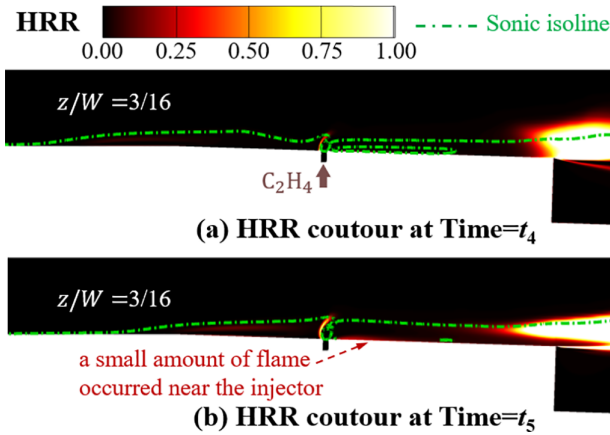 HRR
Sonic isoline
0.00 0.25 0.50 0.75 1.00
z/W =3/16
C₂H₄
(a) HRR coutour at Time=t₄
z/W =3/16
a small amount of flame
occurred near the injector
(b) HRR coutour at Time=t₅